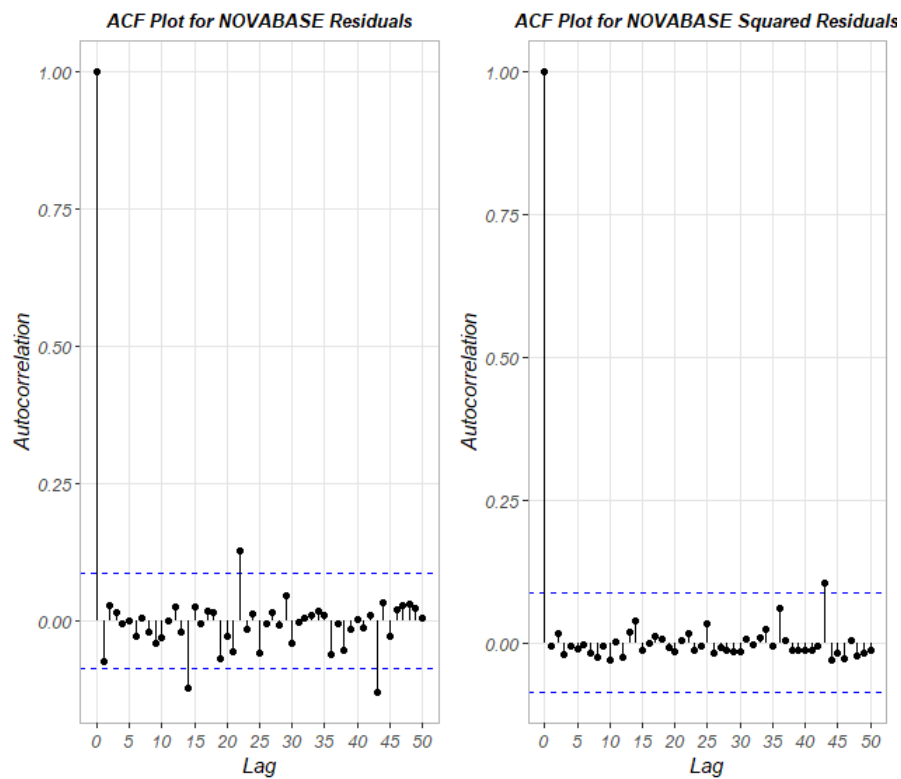 ACF Plot for NOVABASE Residuals
1.00
0.75
0.50
0.25
0.00
Autocorrelation
0 5 10 15 20 25 30 35 40 45 50
Lag
ACF Plot for NOVABASE Squared Residuals
1.00
0.75
0.50
0.25
0.00
Autocorrelation
0 5 10 15 20 25 30 35 40 45 50
Lag